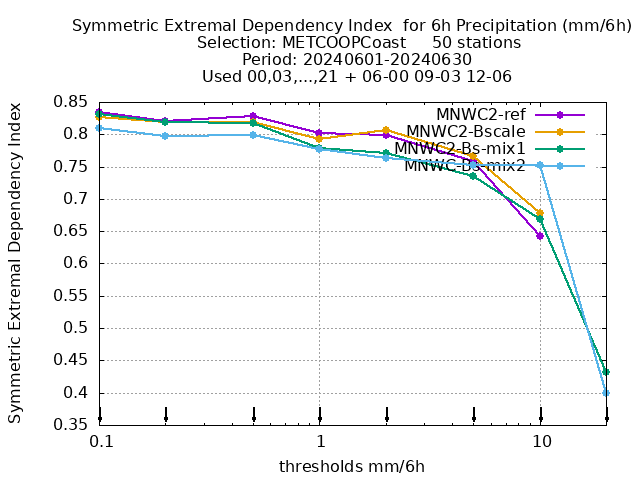 Symmetric Extremal Dependency Index  for 6h Precipitation (mm/6h)
Selection: METCOOPCoast     50 stations
Period: 20240601-20240630
Used 00,03,...,21 + 06-00 09-03 12-06
Symmetric Extremal Dependency Index
0.85
0.8
0.75
0.7
0.65
0.6
0.55
0.5
0.45
0.4
0.35
MNWC2-ref
MNWC2-Bscale
MNWC2-Bs-mix1
MNWC-Bs-mix2
0.1
1
10
thresholds mm/6h